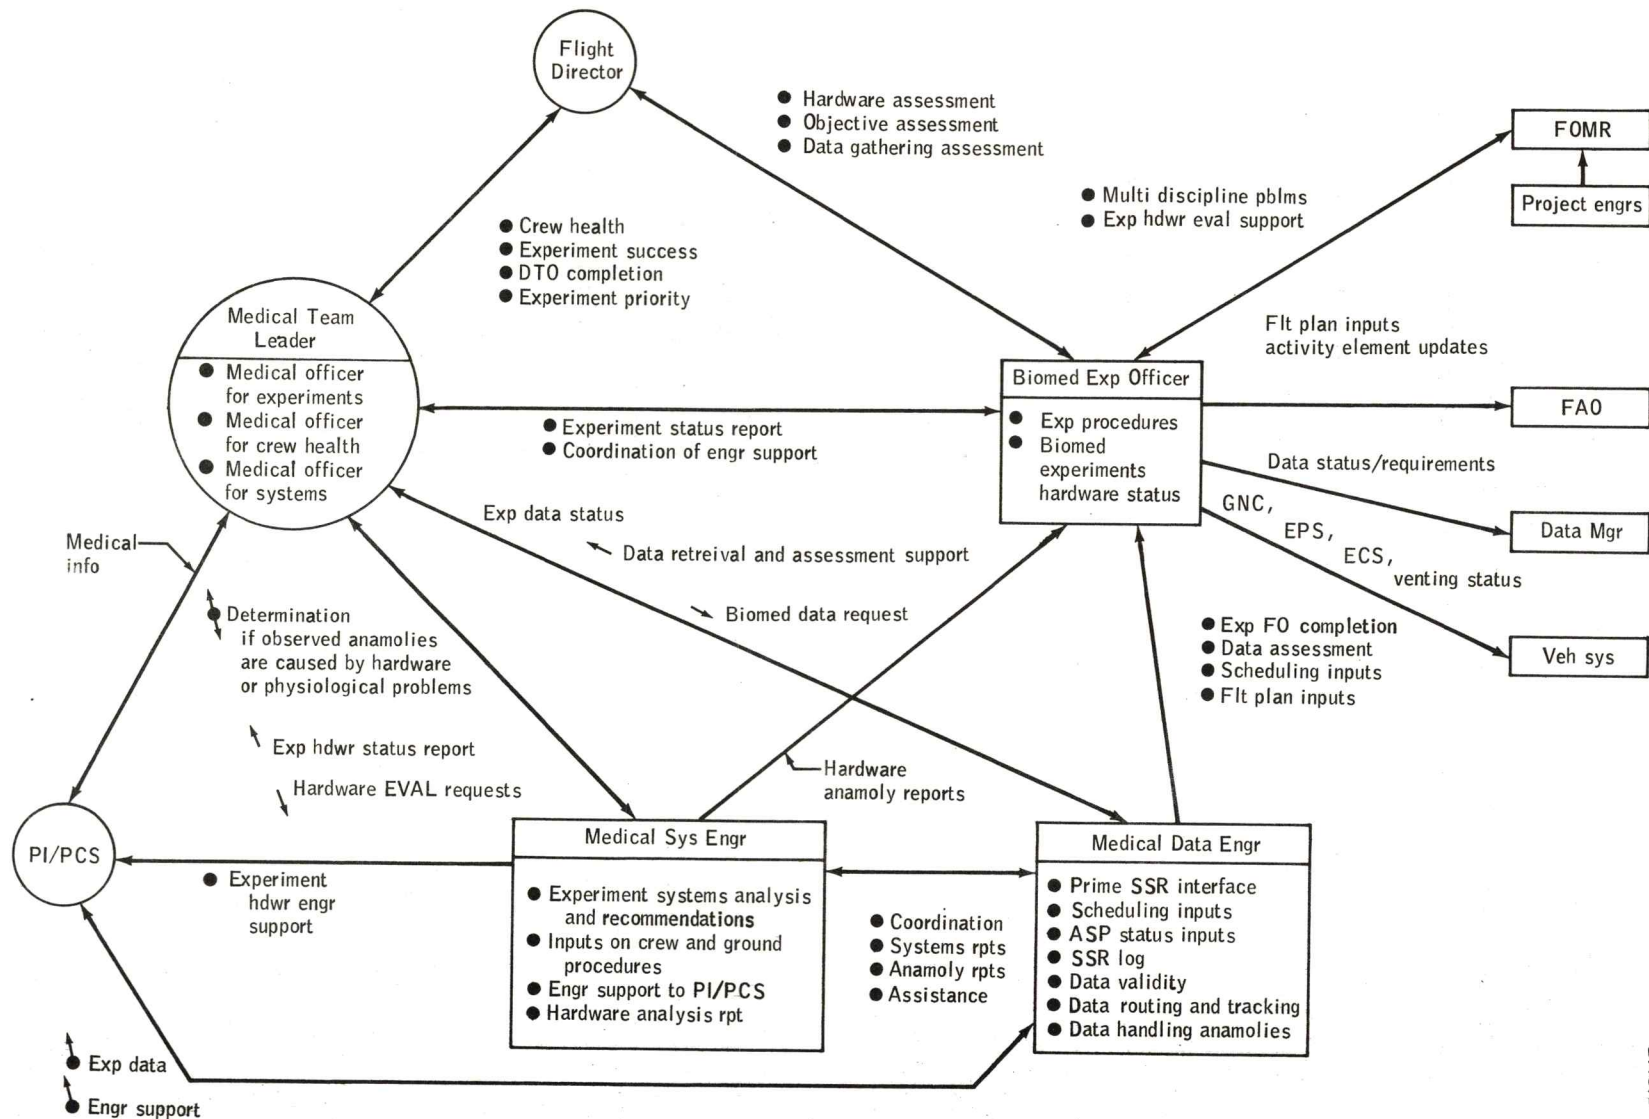 Flight
Director
● Hardware assessment
● Objective assessment
● Data gathering assessment
FOMR
Project engrs
● Multi discipline pblms
● Exp hdwr eval support
● Crew health
● Experiment success
● DTO completion
● Experiment priority
Medical Team
Leader
● Medical officer
for experiments
● Medical officer
for crew health
● Medical officer
for systems
Flt plan inputs
activity element updates
Biomed Exp Officer
● Exp procedures
● Biomed
experiments
hardware status
FAO
● Experiment status report
● Coordination of engr support
Data status/requirements
Data Mgr
GNC,
EPS,
ECS,
venting status
Veh sys
Exp data status
Data retreival and assessment support
Biomed data request
Medical
info
● Determination
if observed anamolies
are caused by hardware
or physiological problems
Exp hdwr status report
Hardware EVAL requests
● Exp FO completion
● Data assessment
● Scheduling inputs
● Flt plan inputs
Hardware
anamoly reports
PI/PCS
● Experiment
hdwr engr
support
Medical Sys Engr
● Experiment systems analysis
and recommendations
● Inputs on crew and ground
procedures
● Engr support to PI/PCS
● Hardware analysis rpt
● Coordination
● Systems rpts
● Anamoly rpts
● Assistance
Medical Data Engr
● Prime SSR interface
● Scheduling inputs
● ASP status inputs
● SSR log
● Data validity
● Data routing and tracking
● Data handling anamolies
● Exp data
● Engr support